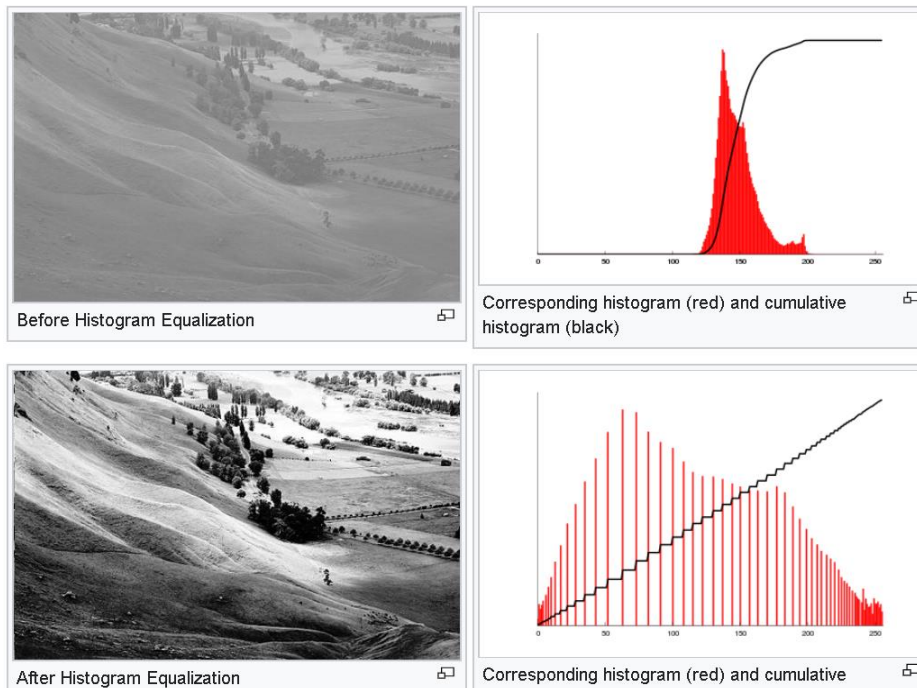 0 50 100 150 200 250
Before Histogram Equalization
Corresponding histogram (red) and cumulative
histogram (black)
0 50 100 150 200 250
After Histogram Equalization
Corresponding histogram (red) and cumulative